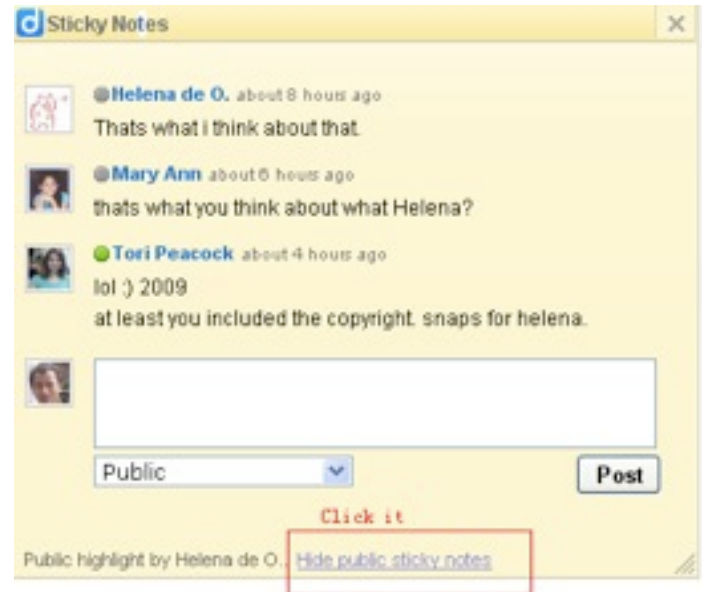 d Sticky Notes
Helena de O. about 8 hours ago
Thats what i think about that.
Mary Ann about 6 hours ago
thats what you think about what Helena?
Tori Peacock about 4 hours ago
lol :) 2009
at least you included the copyright. snaps for helena.
Public
Post
Click it
Public highlight by Helena de O., Hide public sticky notes